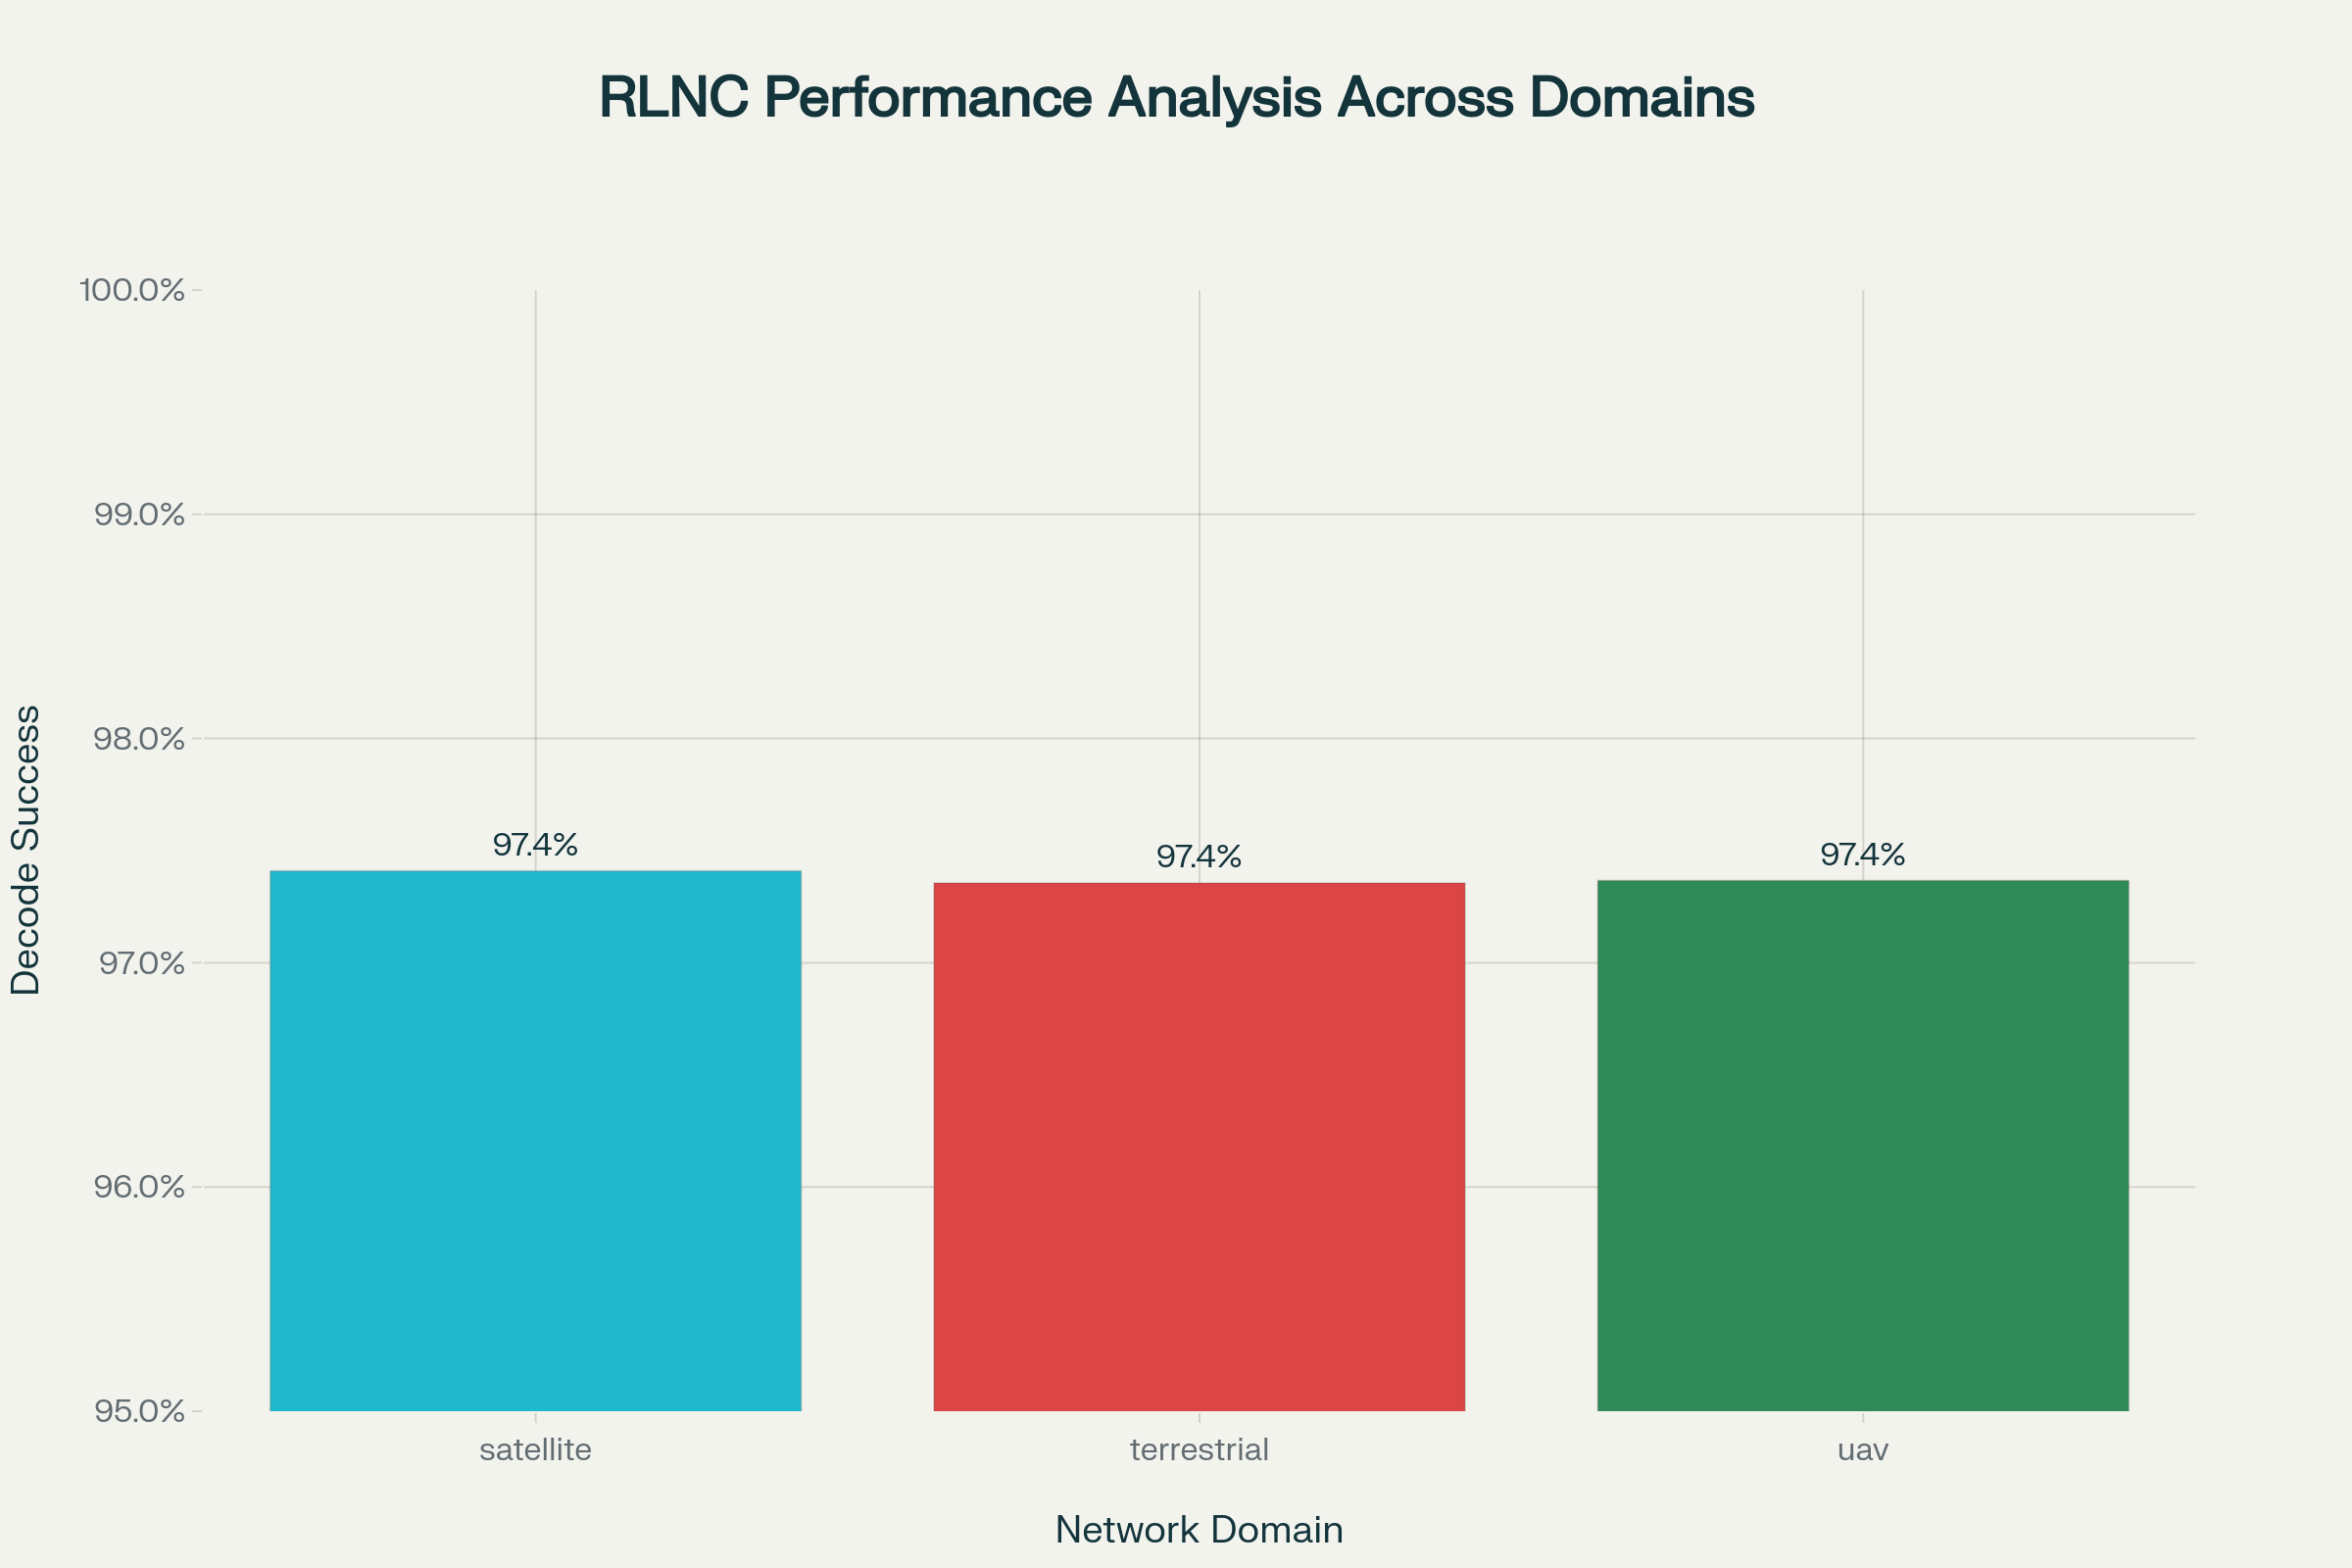 RLNC Performance Analysis Across Domains
100.0%
99.0%
98.0%
97.0%
96.0%
95.0%
Decode Success
97.4%
97.4%
97.4%
satellite
terrestrial
uav
Network Domain